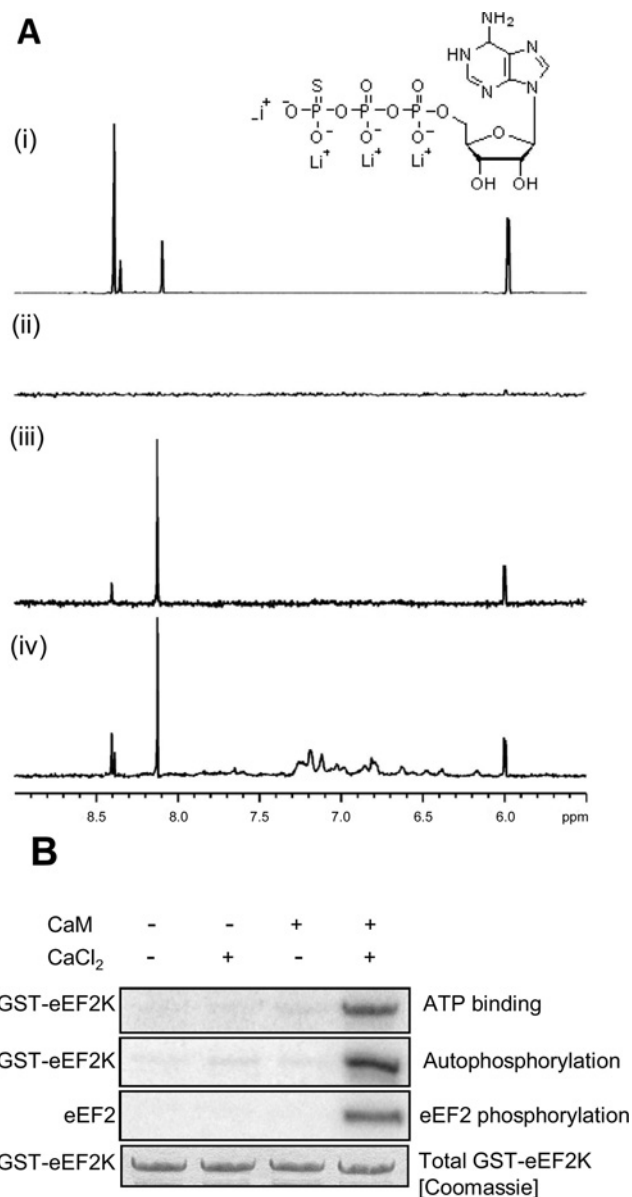 A
NH₂
HN N
N N
S O O
⁻O-P-O-P-O-P-O O
-i⁺ O⁻ O⁻ O⁻
Li⁺ Li⁺ Li⁺
OH OH
(i)
(ii)
(iii)
(iv)
8.5 8.0 7.5 7.0 6.5 6.0 ppm
B
CaM - - + +
CaCl₂ - + - +
GST-eEF2K ATP binding
GST-eEF2K Autophosphorylation
eEF2 eEF2 phosphorylation
GST-eEF2K Total GST-eEF2K
[Coomassie]